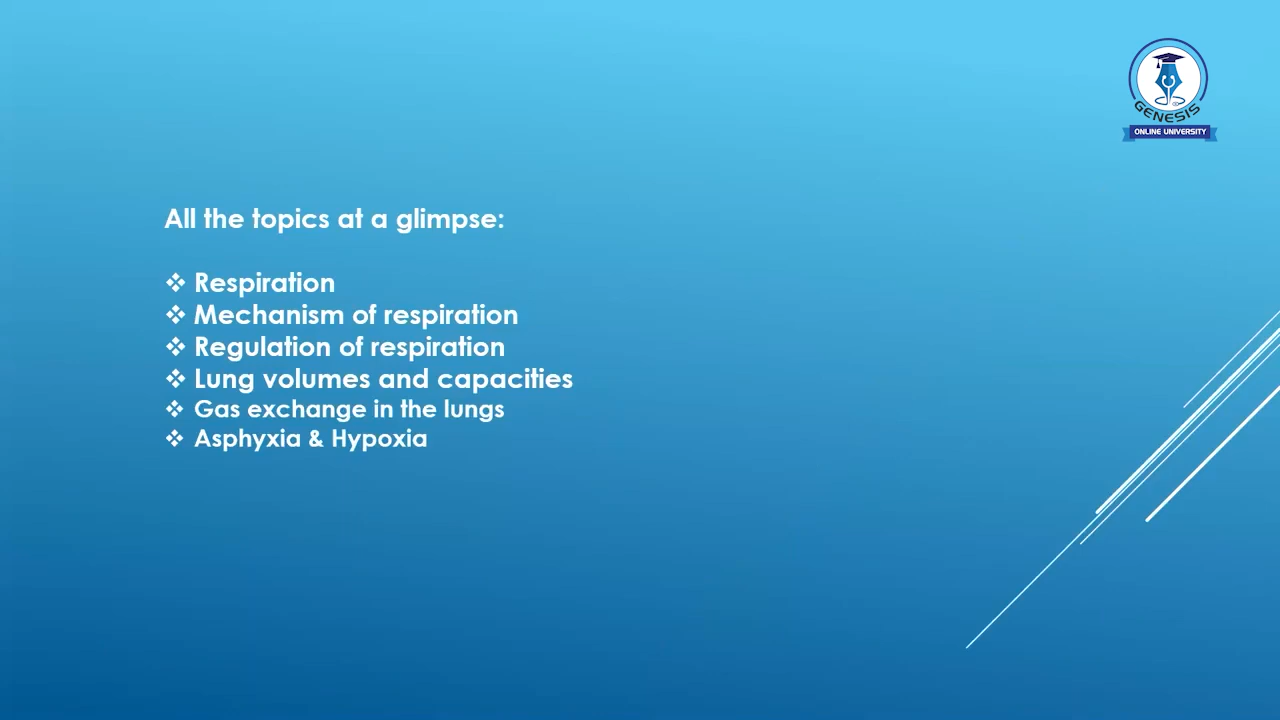 GENESIS
ONLINE UNIVERSITY
All the topics at a glimpse:
❖ Respiration
❖ Mechanism of respiration
❖ Regulation of respiration
❖ Lung volumes and capacities
❖ Gas exchange in the lungs
❖ Asphyxia & Hypoxia